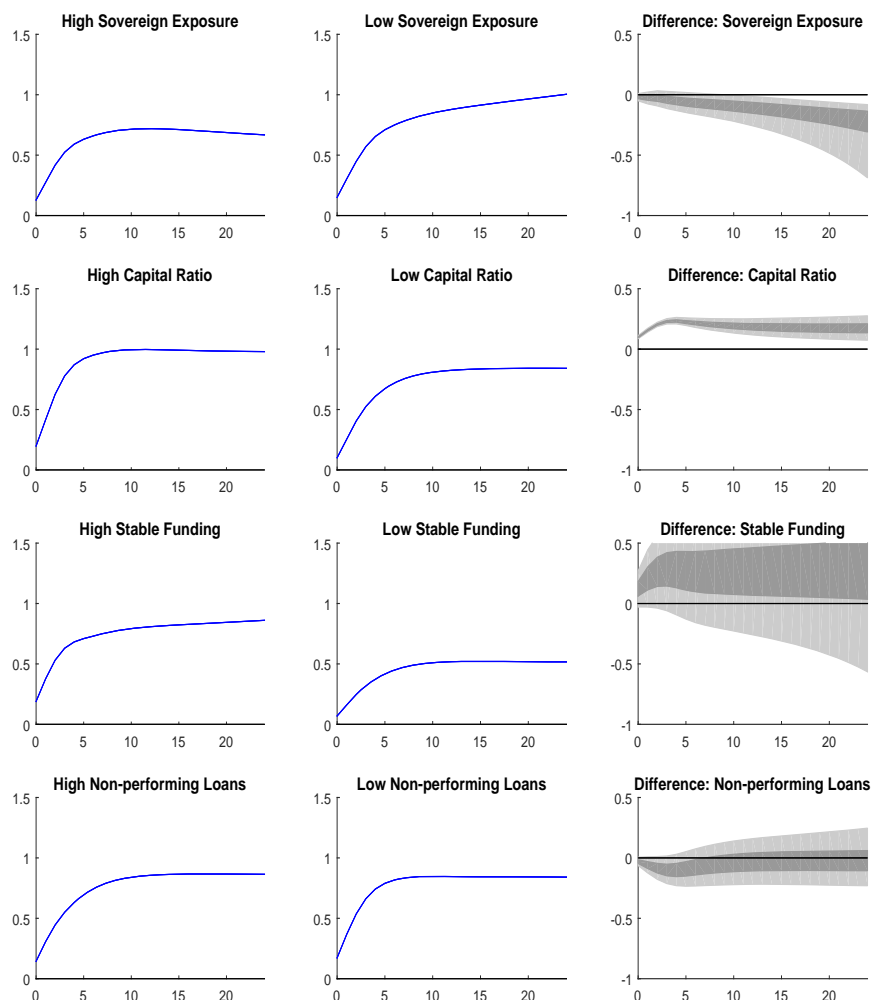 High Sovereign Exposure
1.5
1
0.5
0
0 5 10 15 20
Low Sovereign Exposure
1.5
1
0.5
0
0 5 10 15 20
Difference: Sovereign Exposure
0.5
0
-0.5
-1
0 5 10 15 20
High Capital Ratio
1.5
1
0.5
0
0 5 10 15 20
Low Capital Ratio
1.5
1
0.5
0
0 5 10 15 20
Difference: Capital Ratio
0.5
0
-0.5
-1
0 5 10 15 20
High Stable Funding
1.5
1
0.5
0
0 5 10 15 20
Low Stable Funding
1.5
1
0.5
0
0 5 10 15 20
Difference: Stable Funding
0.5
0
-0.5
-1
0 5 10 15 20
High Non-performing Loans
1.5
1
0.5
0
0 5 10 15 20
Low Non-performing Loans
1.5
1
0.5
0
0 5 10 15 20
Difference: Non-performing Loans
0.5
0
-0.5
-1
0 5 10 15 20